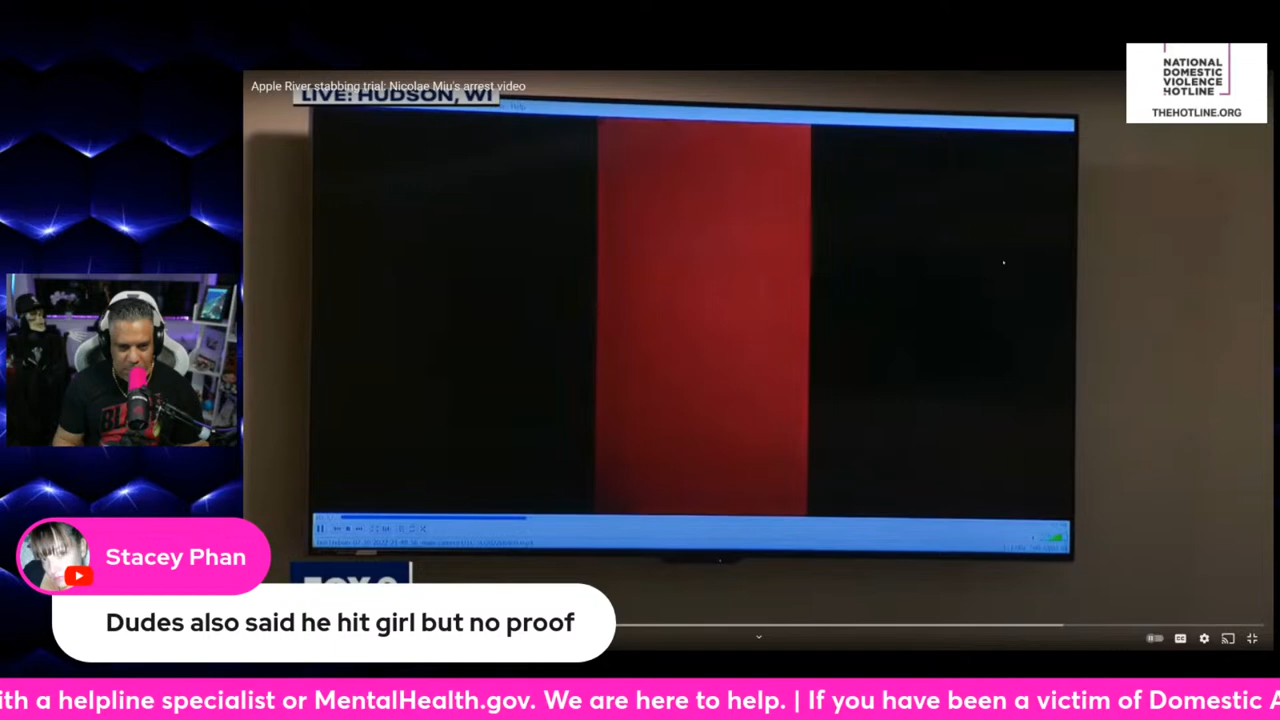 Apple River stabbing trial: Nicolae Miu's arrest video
LIVE: HUDSON, WI
NATIONAL
DOMESTIC
VIOLENCE
HOTLINE
THEHOTLINE.ORG
Stacey Phan
Dudes also said he hit girl but no proof
ith a helpline specialist or MentalHealth.gov. We are here to help. | If you have been a victim of Domestic A